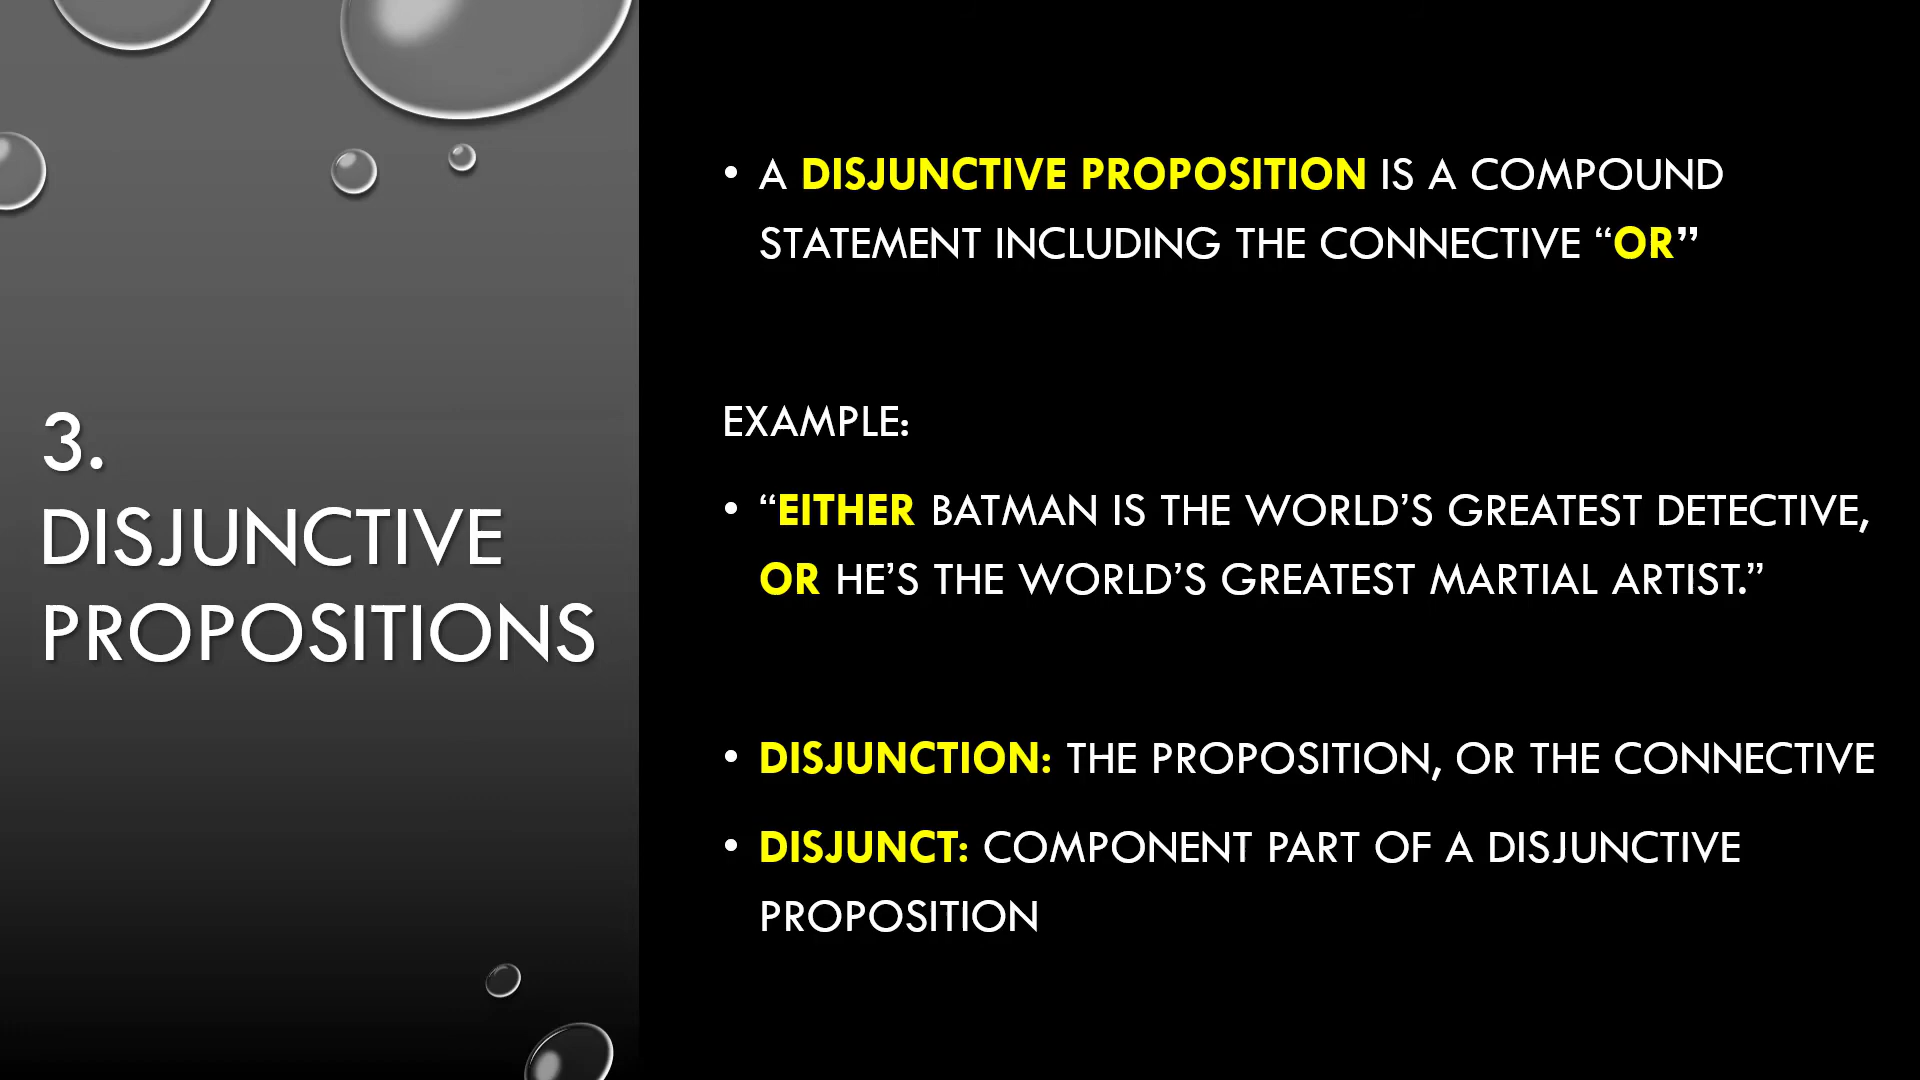 3.
DISJUNCTIVE
PROPOSITIONS
• A DISJUNCTIVE PROPOSITION IS A COMPOUND
STATEMENT INCLUDING THE CONNECTIVE “OR”
EXAMPLE:
• “EITHER BATMAN IS THE WORLD’S GREATEST DETECTIVE,
OR HE’S THE WORLD’S GREATEST MARTIAL ARTIST.”
• DISJUNCTION: THE PROPOSITION, OR THE CONNECTIVE
• DISJUNCT: COMPONENT PART OF A DISJUNCTIVE
PROPOSITION